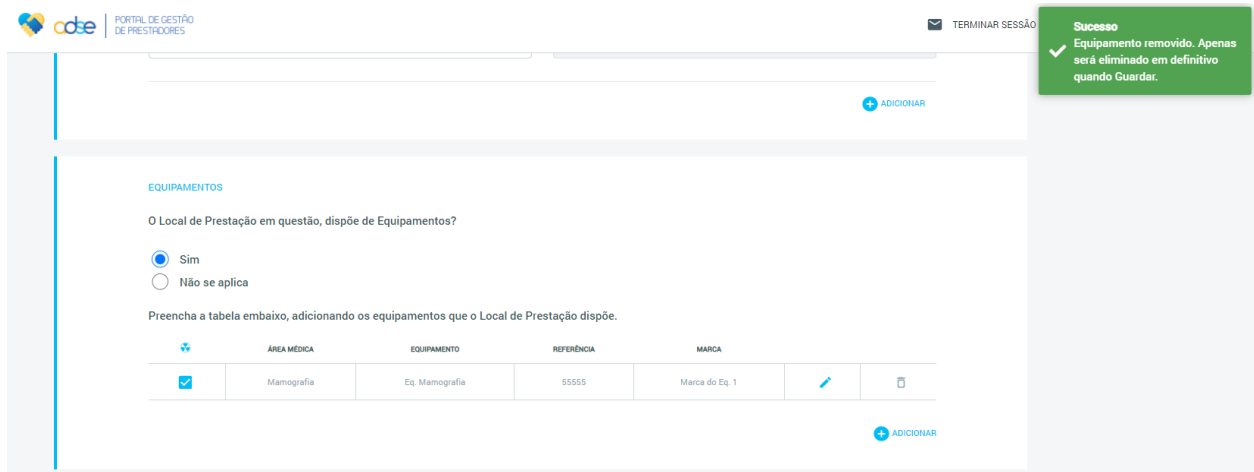 adse
PORTAL DE GESTÃO
DE PRESTADORES
TERMINAR SESSÃO
Sucesso
Equipamento removido. Apenas
será eliminado em definitivo
quando Guardar.
ADICIONAR
EQUIPAMENTOS
O Local de Prestação em questão, dispõe de Equipamentos?
Sim
Não se aplica
Preencha a tabela embaixo, adicionando os equipamentos que o Local de Prestação dispõe.
ÁREA MÉDICA EQUIPAMENTO REFERÊNCIA MARCA
Mamografia Eq. Mamografia 55555 Marca do Eq. 1
ADICIONAR